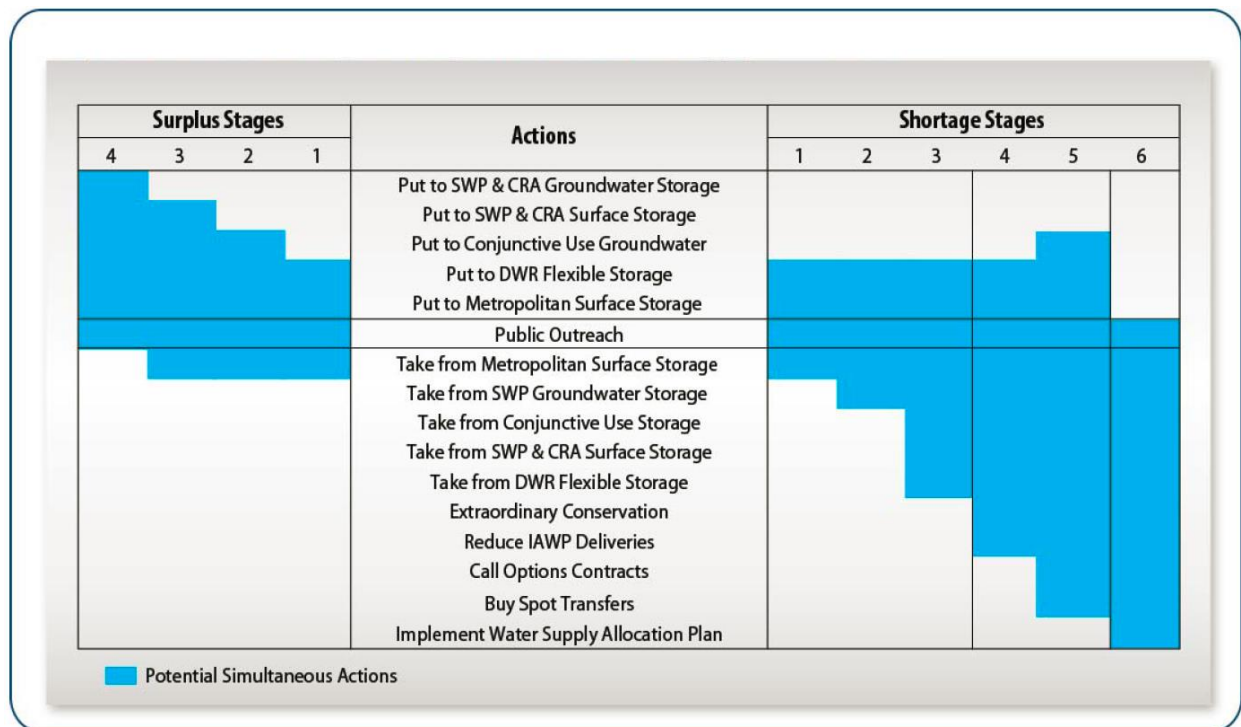 Surplus Stages
Actions
Shortage Stages
4 3 2 1
1 2 3 4 5 6
Put to SWP & CRA Groundwater Storage
Put to SWP & CRA Surface Storage
Put to Conjunctive Use Groundwater
Put to DWR Flexible Storage
Put to Metropolitan Surface Storage
Public Outreach
Take from Metropolitan Surface Storage
Take from SWP Groundwater Storage
Take from Conjunctive Use Storage
Take from SWP & CRA Surface Storage
Take from DWR Flexible Storage
Extraordinary Conservation
Reduce IAWP Deliveries
Call Options Contracts
Buy Spot Transfers
Implement Water Supply Allocation Plan
Potential Simultaneous Actions